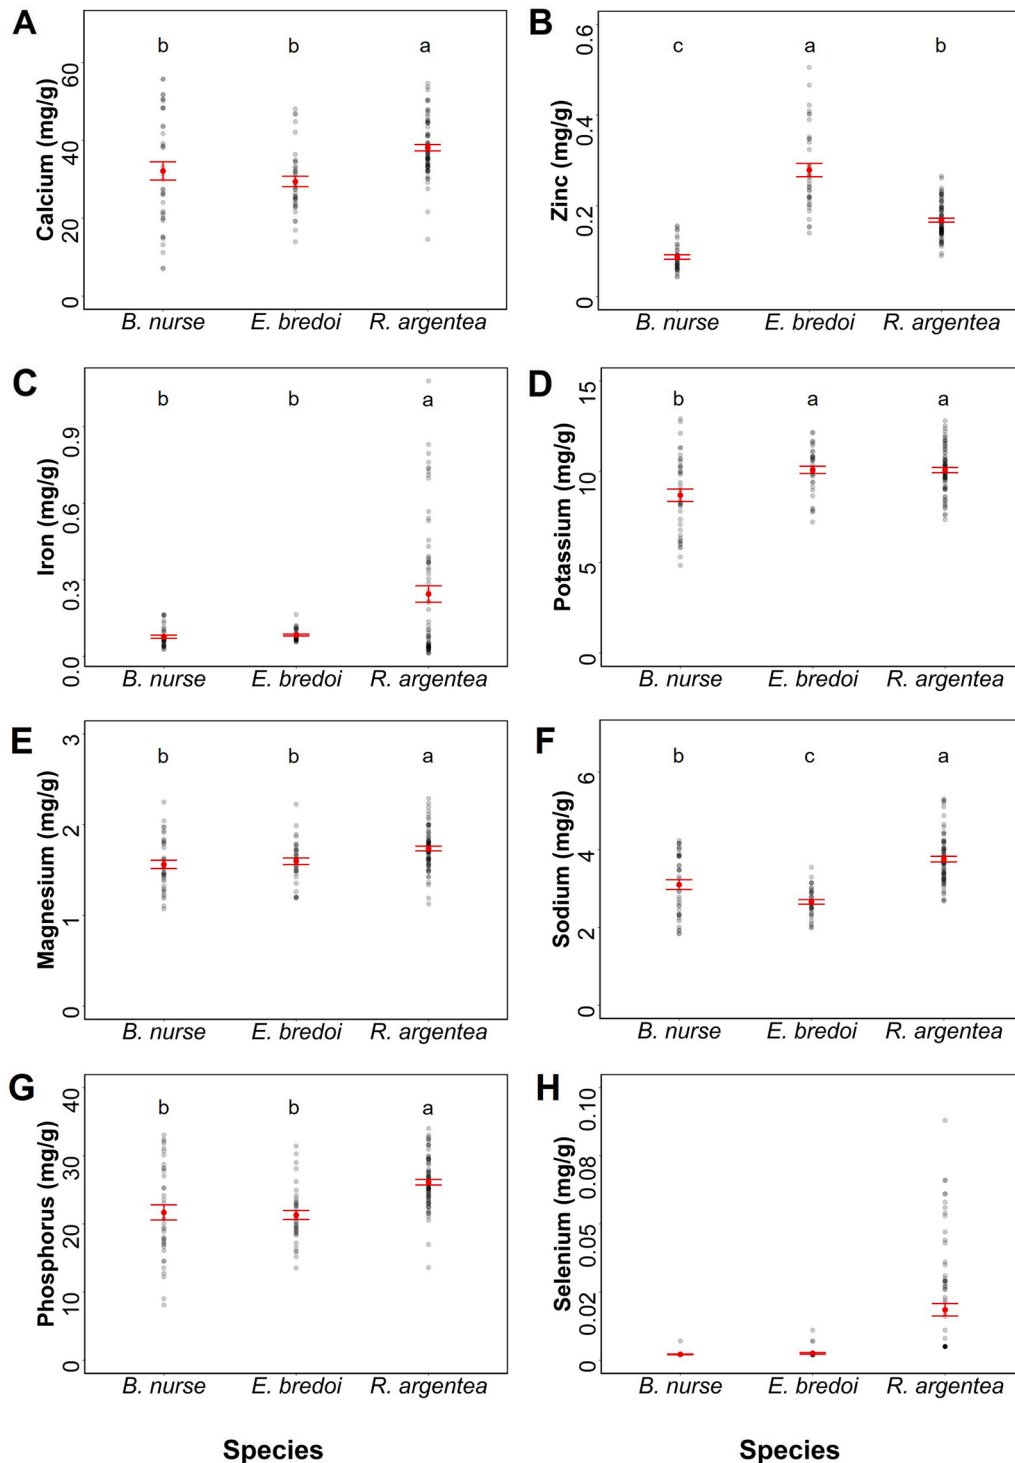 A
Calcium (mg/g)
60
40
20
0
b b a
B. nurse E. bredoi R. argentea
B
Zinc (mg/g)
0.6
0.4
0.2
0
c a b
B. nurse E. bredoi R. argentea
C
Iron (mg/g)
0.9
0.6
0.3
0.0
b b a
B. nurse E. bredoi R. argentea
D
Potassium (mg/g)
15
10
5
0
b a a
B. nurse E. bredoi R. argentea
E
Magnesium (mg/g)
3
2
1
0
b b a
B. nurse E. bredoi R. argentea
F
Sodium (mg/g)
6
4
2
0
b c a
B. nurse E. bredoi R. argentea
G
Phosphorus (mg/g)
40
30
20
10
0
b b a
B. nurse E. bredoi R. argentea
H
Selenium (mg/g)
0.10
0.08
0.05
0.02
0
B. nurse E. bredoi R. argentea
Species Species